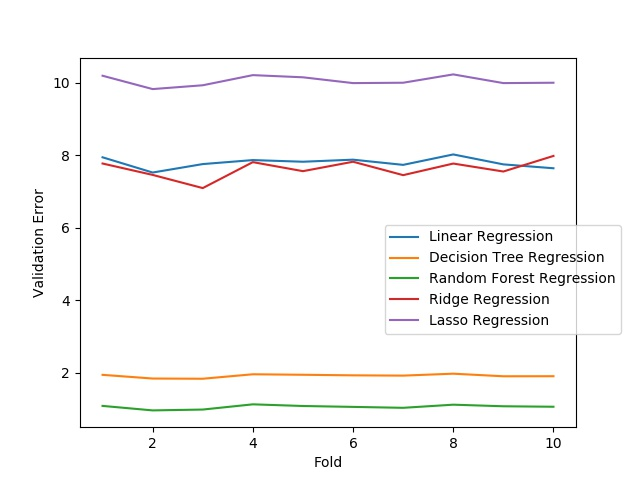 10
8
6
4
2
Validation Error
Linear Regression
Decision Tree Regression
Random Forest Regression
Ridge Regression
Lasso Regression
2 4 6 8 10
Fold